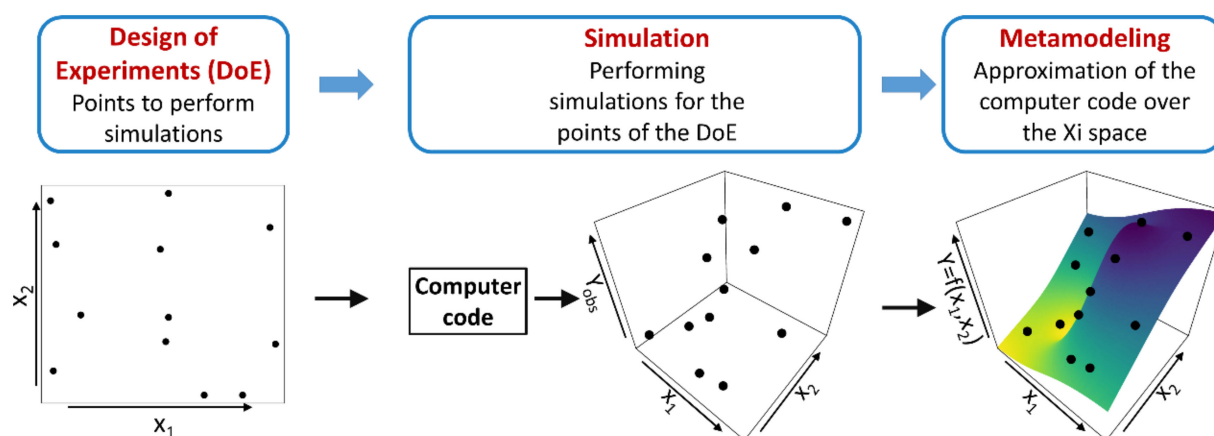 Design of
Experiments (DoE)
Points to perform
simulations
Simulation
Performing
simulations for the
points of the DoE
Metamodeling
Approximation of the
computer code over
the Xi space
X2
X1
Computer
code
Yobs
X1
X2
Y=f(x1,x2)
X1
X2